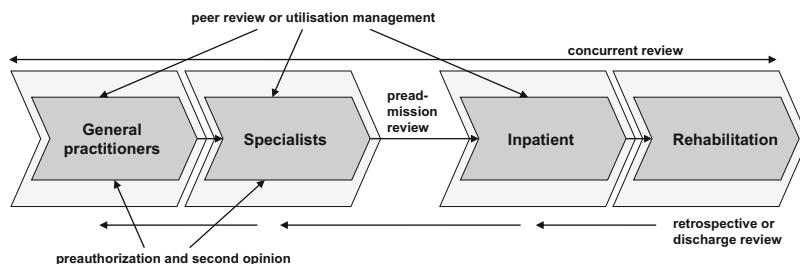 peer review or utilisation management
concurrent review
pread-
mission
review
General
practitioners
Specialists
Inpatient
Rehabilitation
retrospective or
discharge review
preauthorization and second opinion